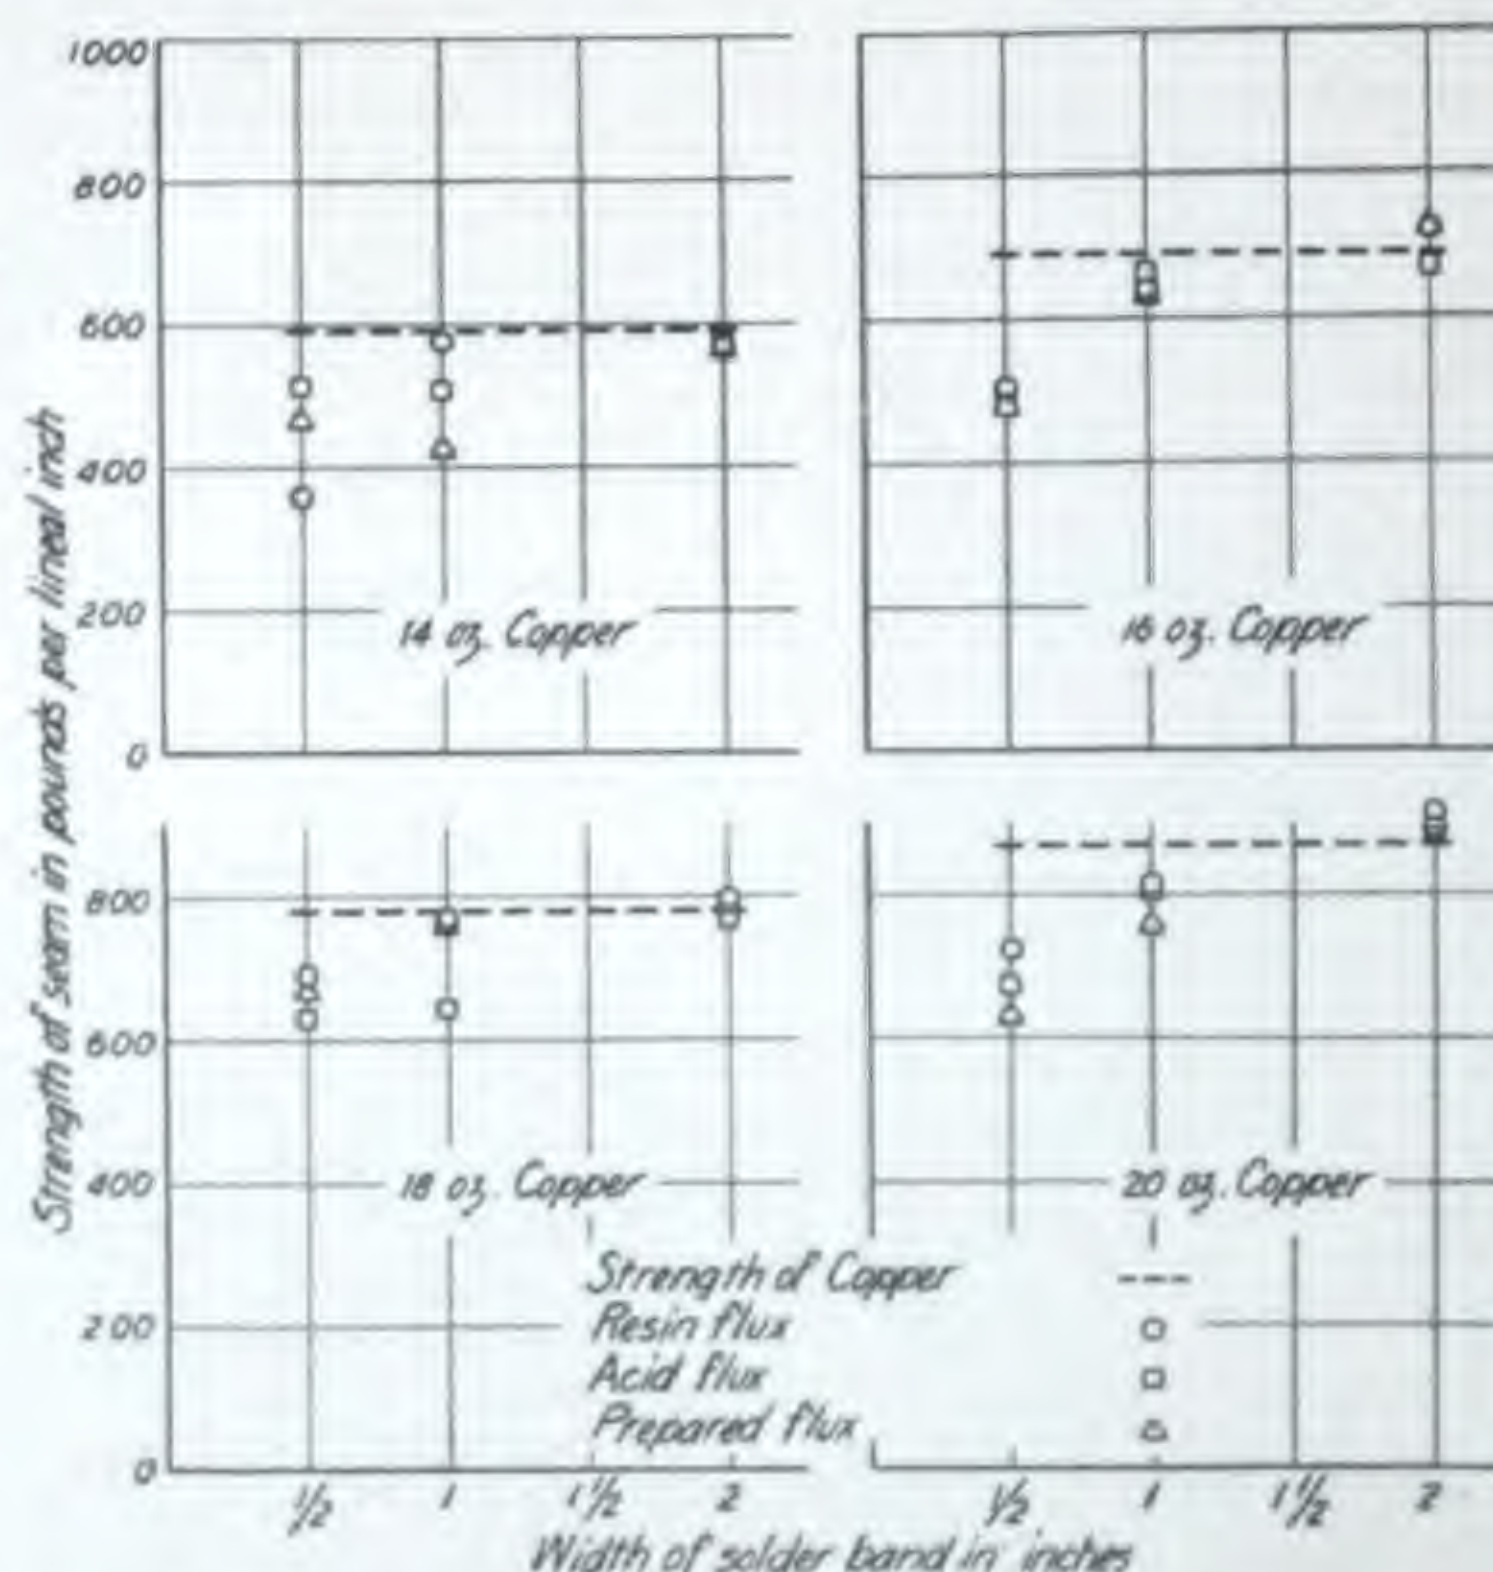 Strength of seam in pounds per lineal inch
1000
800
600
400
200
0
14 oz. Copper
16 oz. Copper
800
600
400
200
0
18 oz. Copper
20 oz. Copper
Strength of Copper
Resin flux
Acid flux
Prepared flux
1/2 1 1 1/2 2 1/2 1 1 1/2 2
Width of solder band in inches